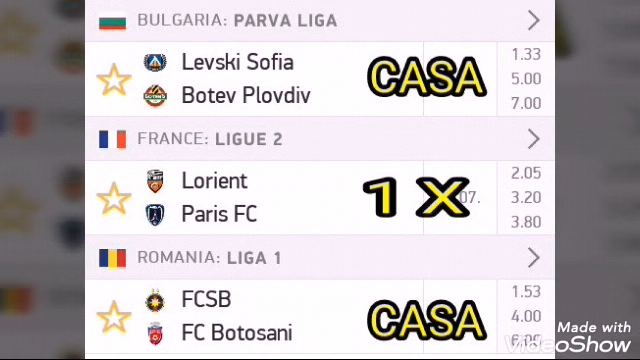 BULGARIA: PARVA LIGA
Levski Sofia
Botev Plovdiv
CASA
1.33
5.00
7.00
FRANCE: LIGUE 2
Lorient
Paris FC
1 X
07.
2.05
3.20
3.80
ROMANIA: LIGA 1
FCSB
FC Botosani
CASA
1.53
4.00
Made with
VideoShow